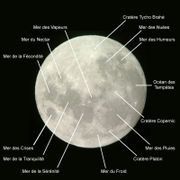 Cratère Tycho Brahé
Mer des Vapeurs
Mer des Nuées
Mer du Nectar
Mer des Humeurs
Mer de la Fécondité
Océan des
Tempêtes
Cratère Copernic
Mer des Crises
Mer des Pluies
Mer de la Tranquilité
Cratère Platon
Mer de la Sérénité
Mer du Froid